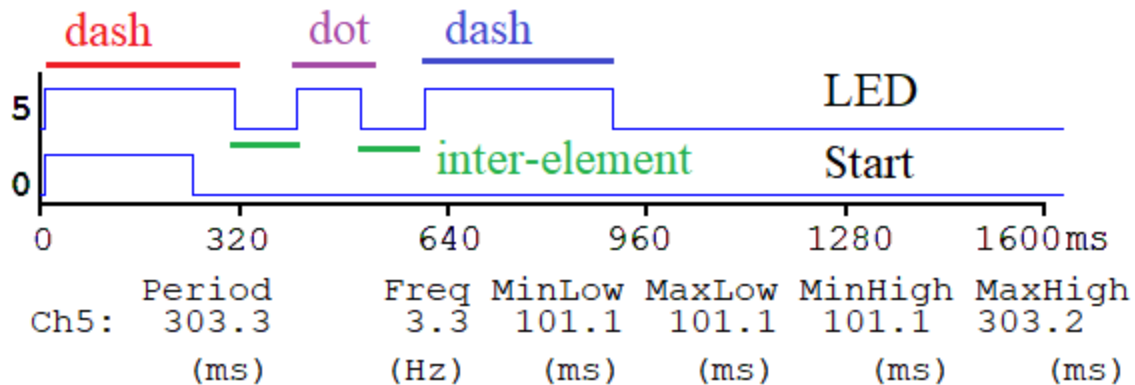 dash dot dash
5 LED
inter-element
0 Start
0 320 640 960 1280 1600ms
Period Freq MinLow MaxLow MinHigh MaxHigh
Ch5: 303.3 3.3 101.1 101.1 101.1 303.2
(ms) (Hz) (ms) (ms) (ms) (ms)